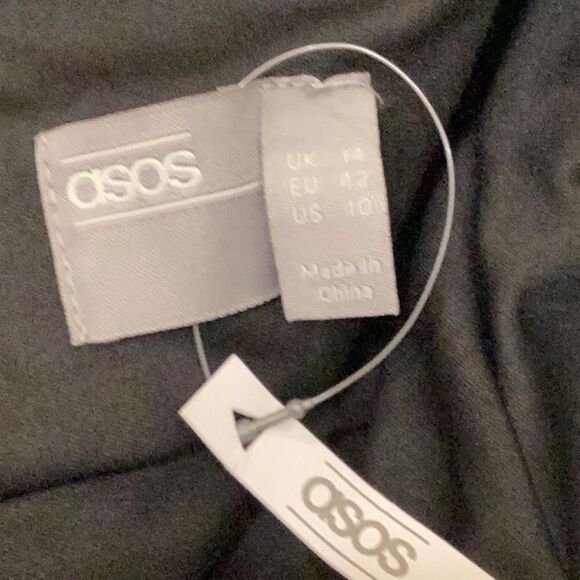 asos
UK 14
EU 42
US 10
Made in
China
asos